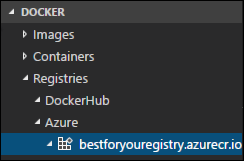 DOCKER
Images
Containers
Registries
DockerHub
Azure
bestforyouregistry.azurecr.io